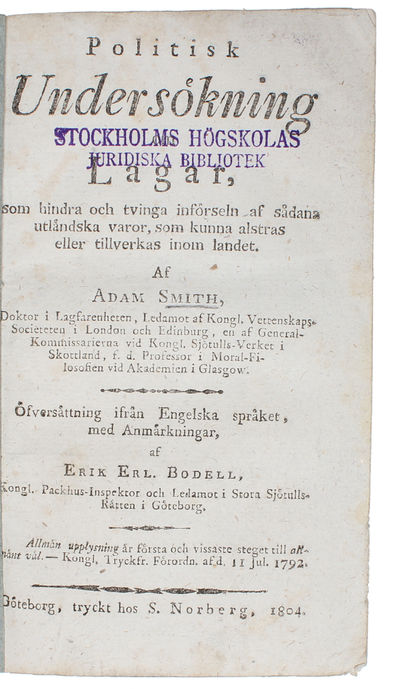 Politisk
Undersökning
om
STOCKHOLMS HÖGSKOLAS
JURIDISKA BIBLIOTEK
Lagar,
som hindra och tvinga införseln af sådana
utländska varor, som kunna alstras
eller tillverkas inom landet.
Af
ADAM SMITH,
Doktor i Lagfarenheten, Ledamot af Kongl. Vettenskaps-
Societeten i London och Edinburg, en af General-
Kommissarierna vid Kongl. Sjötulls-Verket i
Skottland, f. d. Professor i Moral-Fi-
losofien vid Akademien i Glasgow.
Öfversättning ifrån Engelska språket,
med Anmärkningar,
af
ERIK ERL. BODELL,
Kongl. Packhus-Inspektor och Ledamot i Stora Sjötulls-
Rätten i Göteborg.
Allmän upplysning är första och vissaste steget till all-
mänt väl. — Kongl. Tryckfr. Förordn. af d. 11 Jul. 1792.
Göteborg, tryckt hos S. Norberg, 1804.